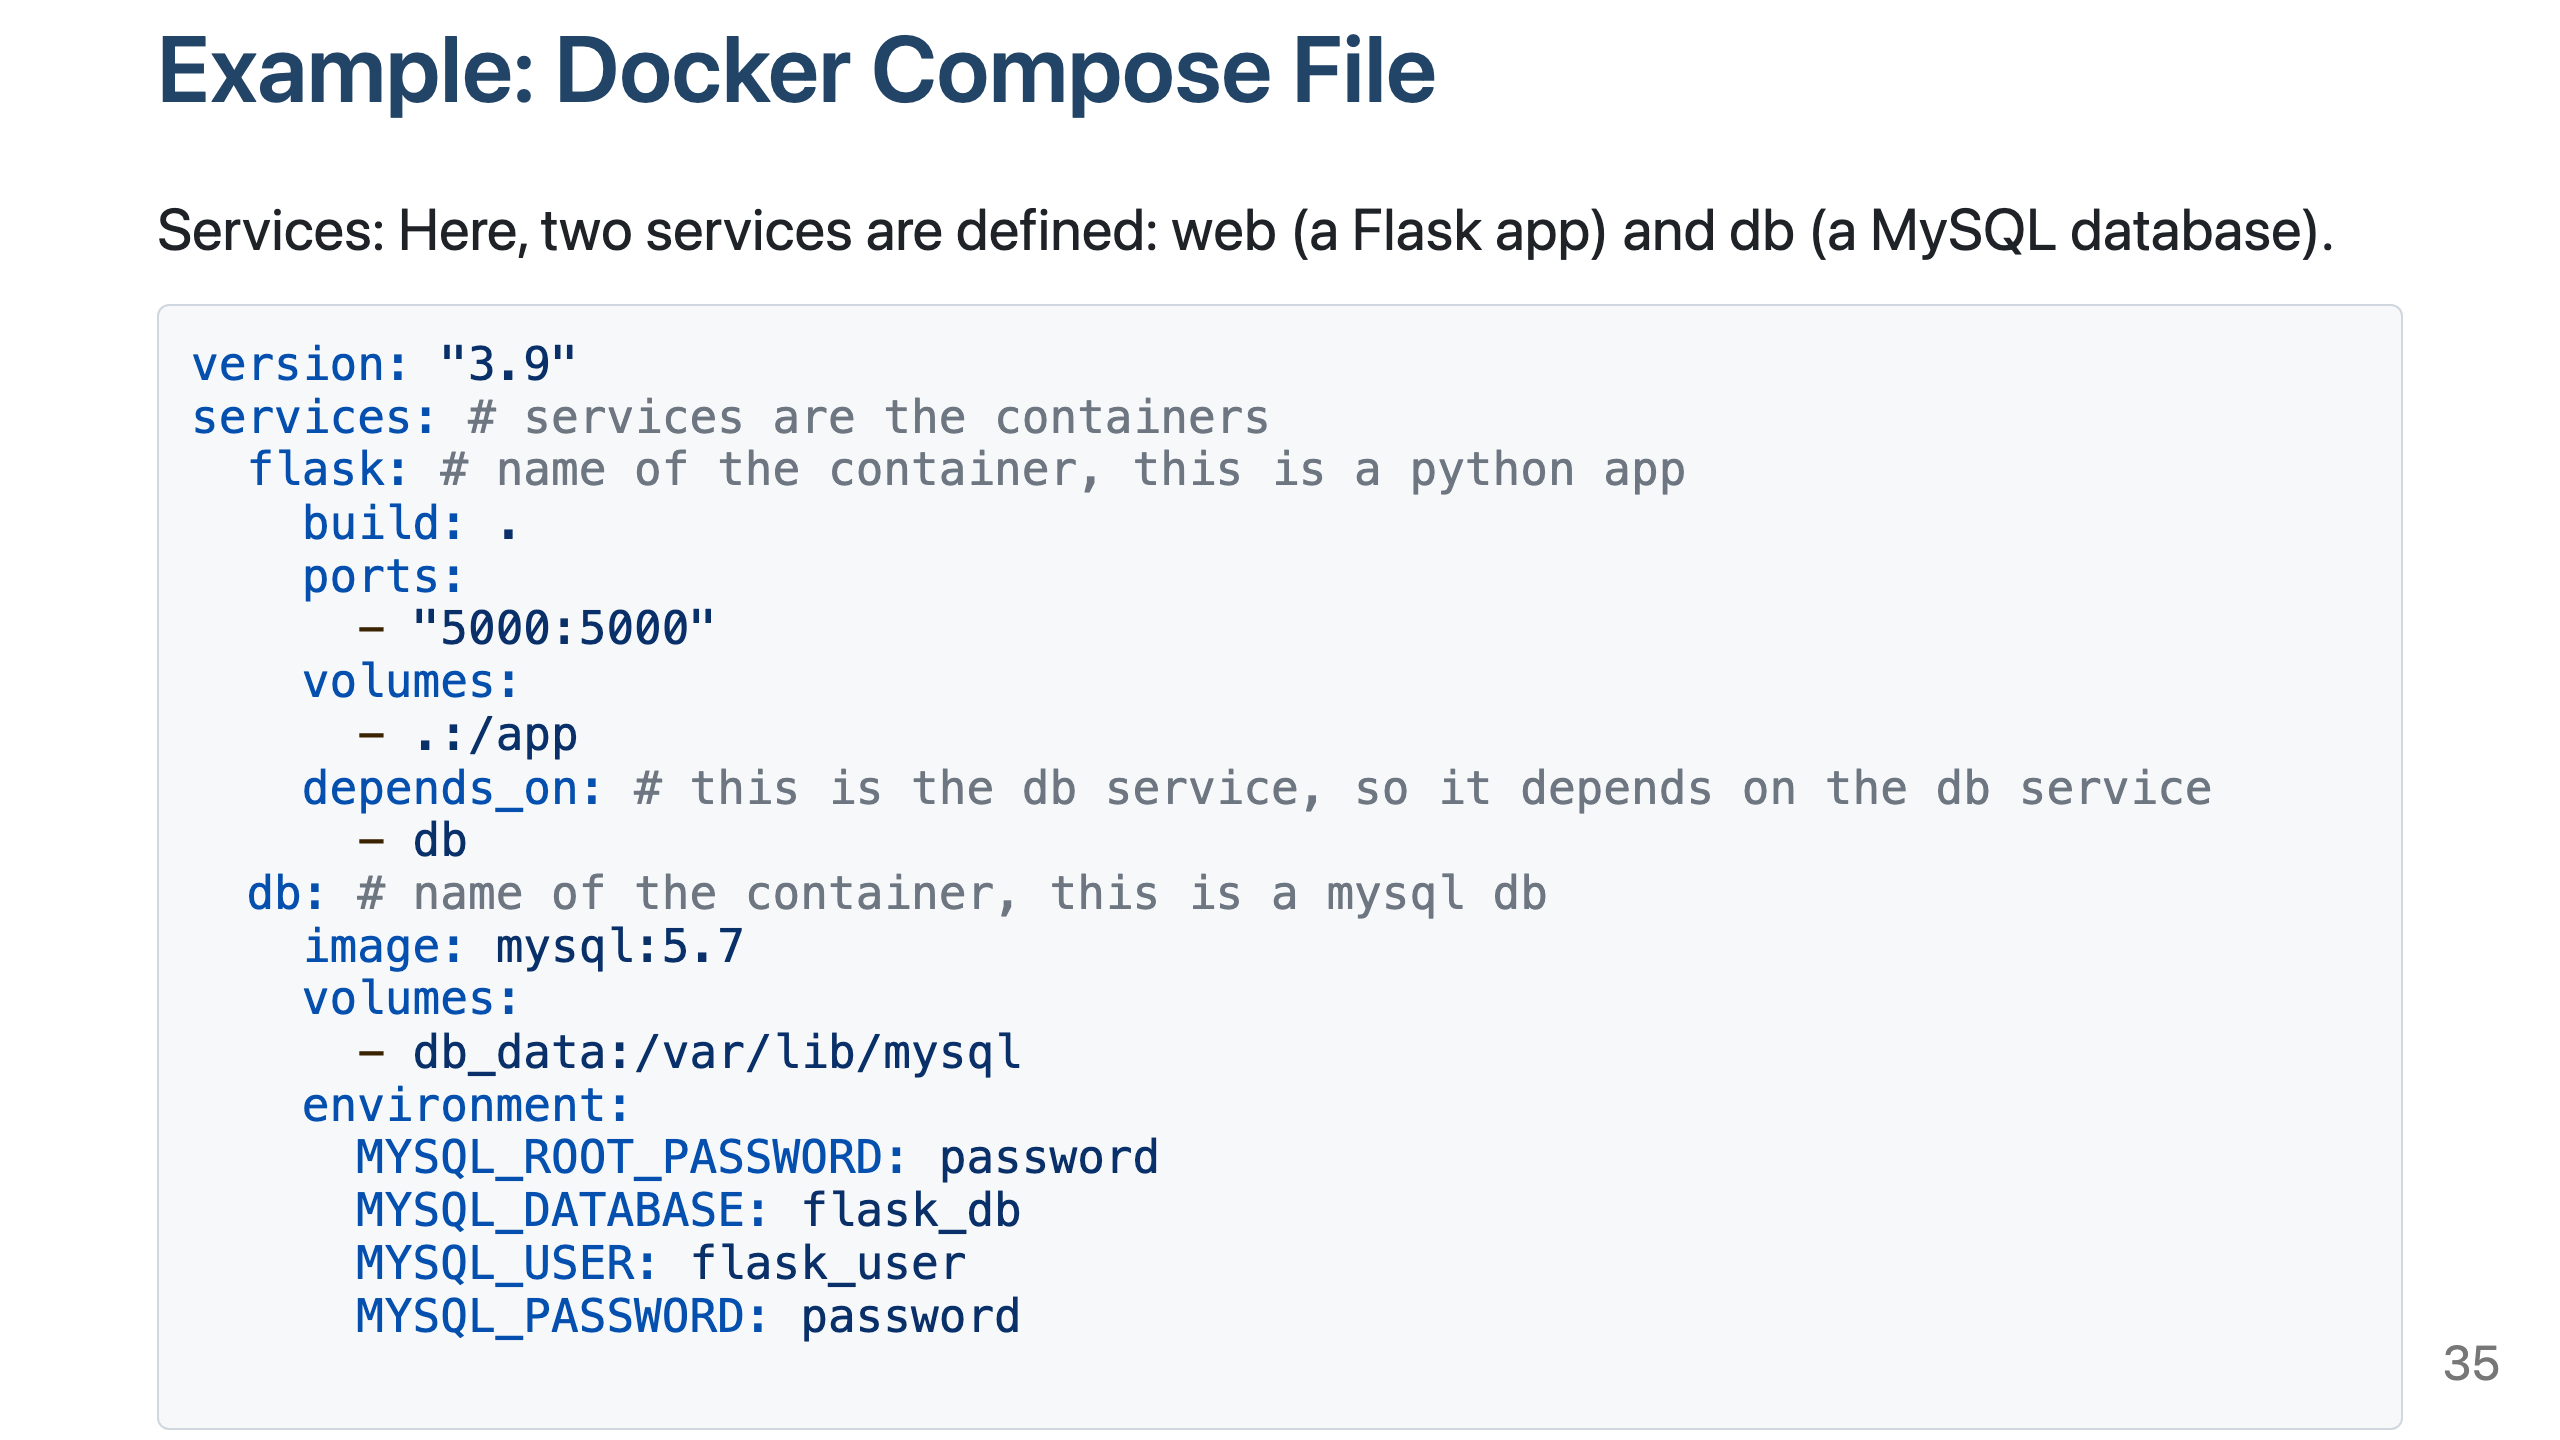 Example: Docker Compose File
Services: Here, two services are defined: web (a Flask app) and db (a MySQL database).
version: "3.9"
services: # services are the containers
  flask: # name of the container, this is a python app
    build: .
    ports:
      - "5000:5000"
    volumes:
      - .:/app
    depends_on: # this is the db service, so it depends on the db service
      - db
  db: # name of the container, this is a mysql db
    image: mysql:5.7
    volumes:
      - db_data:/var/lib/mysql
    environment:
      MYSQL_ROOT_PASSWORD: password
      MYSQL_DATABASE: flask_db
      MYSQL_USER: flask_user
      MYSQL_PASSWORD: password
35